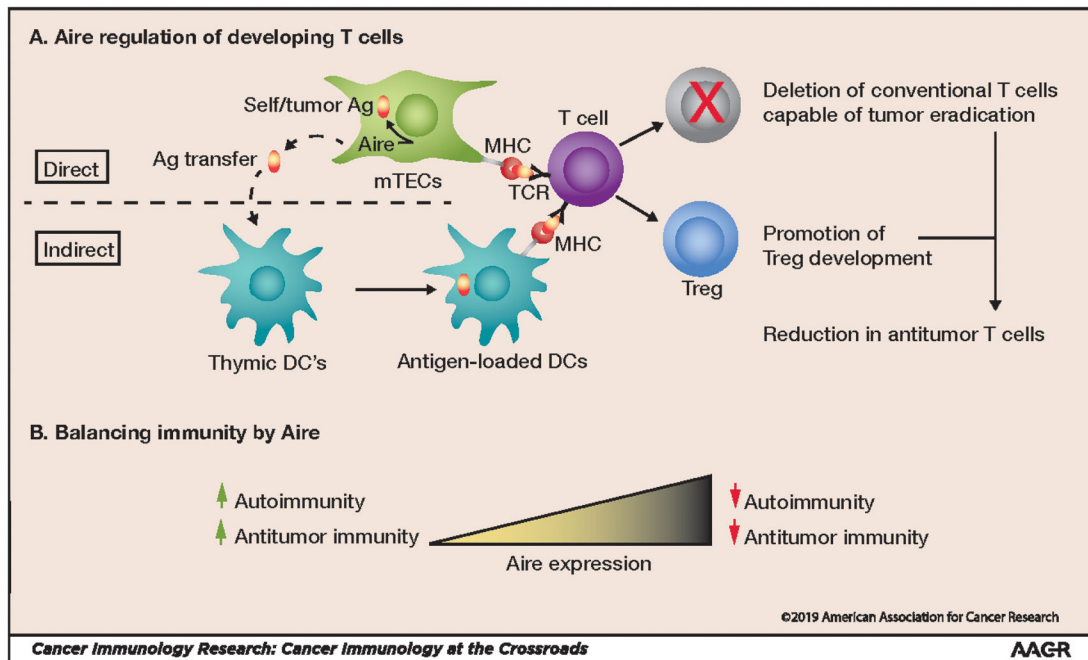 A. Aire regulation of developing T cells
Self/tumor Ag
Aire
mTECs
Ag transfer
Direct
Indirect
MHC
TCR
T cell
MHC
Thymic DC's
Antigen-loaded DCs
X
Deletion of conventional T cells
capable of tumor eradication
Treg
Promotion of
Treg development
Reduction in antitumor T cells
B. Balancing immunity by Aire
Autoimmunity
Antitumor immunity
Aire expression
Autoimmunity
Antitumor immunity
©2019 American Association for Cancer Research
Cancer Immunology Research: Cancer Immunology at the Crossroads
AACR